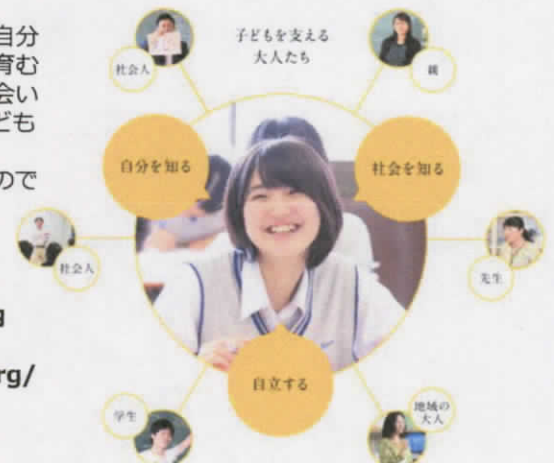 自分
育む
会い
ども
ので
g
rg/
子どもを支える
大人たち
社会人
親
自分を知る
社会を知る
社会人
先生
自立する
学生
地域の
大人